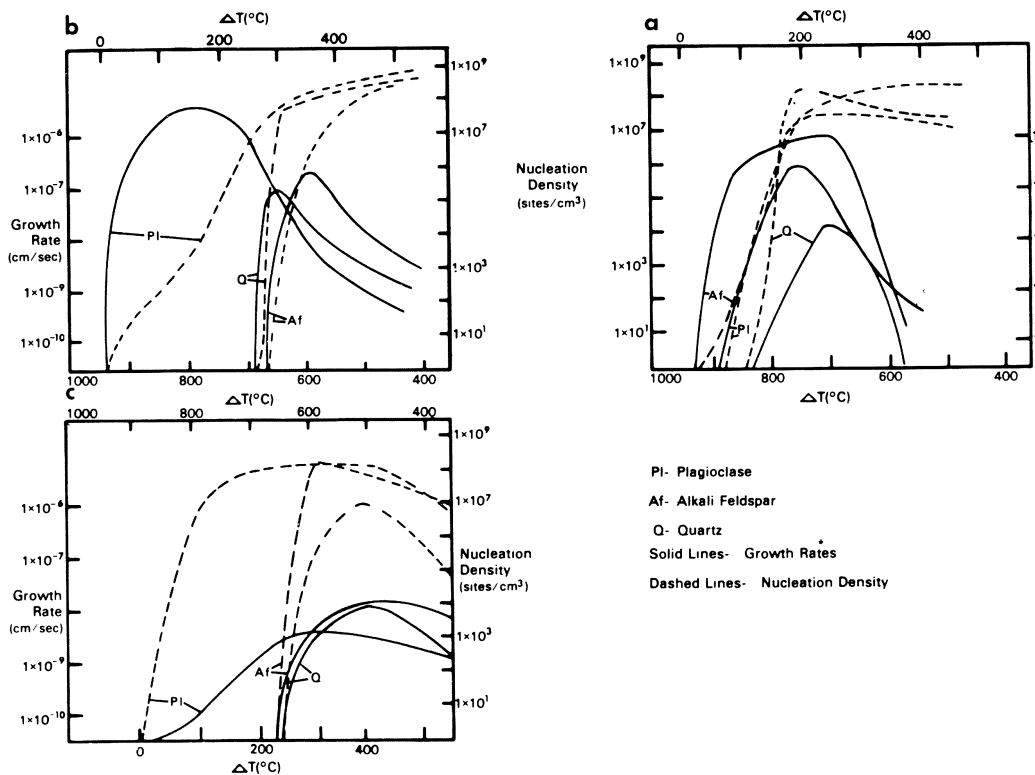 b
ΔT(°C)
0 200 400
1×10⁻⁶
1×10⁻⁷
1×10⁻⁹
1×10⁻¹⁰
Growth
Rate
(cm/sec)
Pl
Q
Af
1×10⁹
1×10⁷
1×10³
1×10¹
1000 800 600 400
ΔT(°C)
a
ΔT(°C)
0 200 400
1×10⁹
1×10⁷
1×10³
1×10¹
Nucleation
Density
(sites/cm³)
Q
Af
Pl
1000 800 600 400
ΔT(°C)
c
1000 800 600 400
1×10⁻⁶
1×10⁻⁷
1×10⁻⁹
1×10⁻¹⁰
Growth
Rate
(cm/sec)
Pl
Af
Q
1×10⁹
1×10⁷
1×10³
1×10¹
Nucleation
Density
(sites/cm³)
0 200 400
ΔT(°C)
Pl- Plagioclase
Af- Alkali Feldspar
Q- Quartz
Solid Lines- Growth Rates
Dashed Lines- Nucleation Density